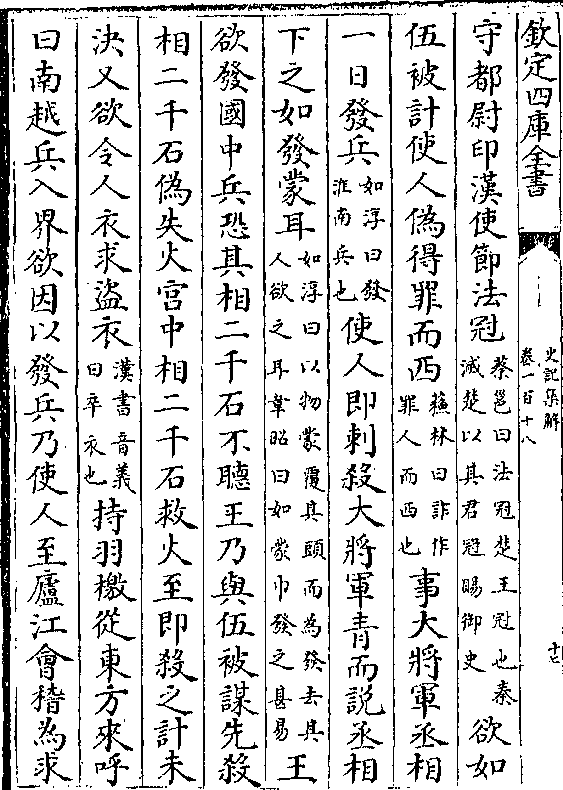 欽定四庫全書
史記集解
卷一百十八
十七
守都尉印漢使節法冠蔡邕曰法冠楚王冠也秦滅楚以其君冠賜御史欲如
伍被計使人偽得罪而西蘇林曰詐作罪人而西也事大將軍丞相
一日發兵如淳曰發淮南兵也使人即刺殺大將軍青而說丞相
下之如發蒙耳如淳曰以物蒙覆其頭而為發去其人欲之耳韋昭曰如蒙巾發之甚易王
欲發國中兵恐其相二千石不聽王乃與伍被謀先殺
相二千石偽失火宮中相二千石救火至即殺之計未
決又欲令人衣求盜衣漢書音義曰卒衣也持羽檄從東方來呼
曰南越兵入界欲因以發兵乃使人至廬江會稽為求